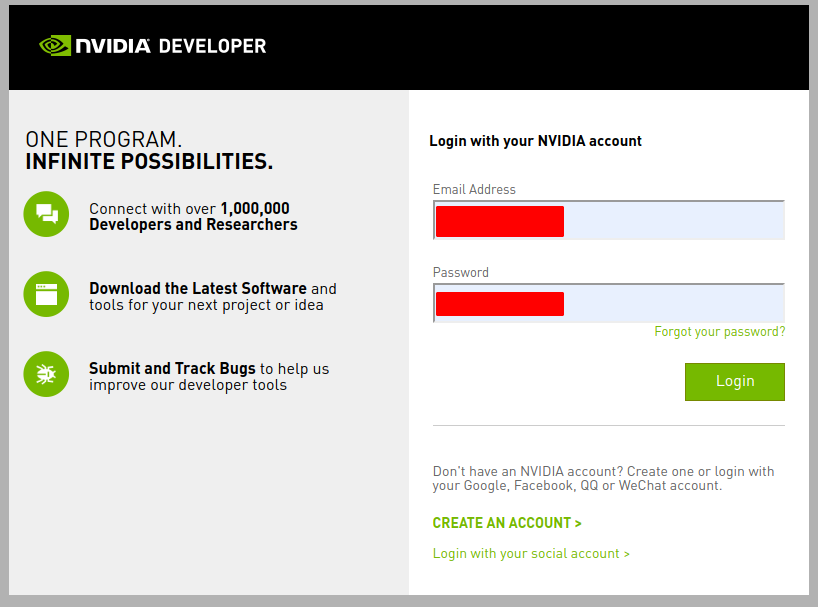 NVIDIA DEVELOPER
ONE PROGRAM.
INFINITE POSSIBILITIES.
Connect with over 1,000,000
Developers and Researchers
Download the Latest Software and
tools for your next project or idea
Submit and Track Bugs to help us
improve our developer tools
Login with your NVIDIA account
Email Address
Password
Forgot your password?
Login
Don't have an NVIDIA account? Create one or login with
your Google, Facebook, QQ or WeChat account.
CREATE AN ACCOUNT >
Login with your social account >